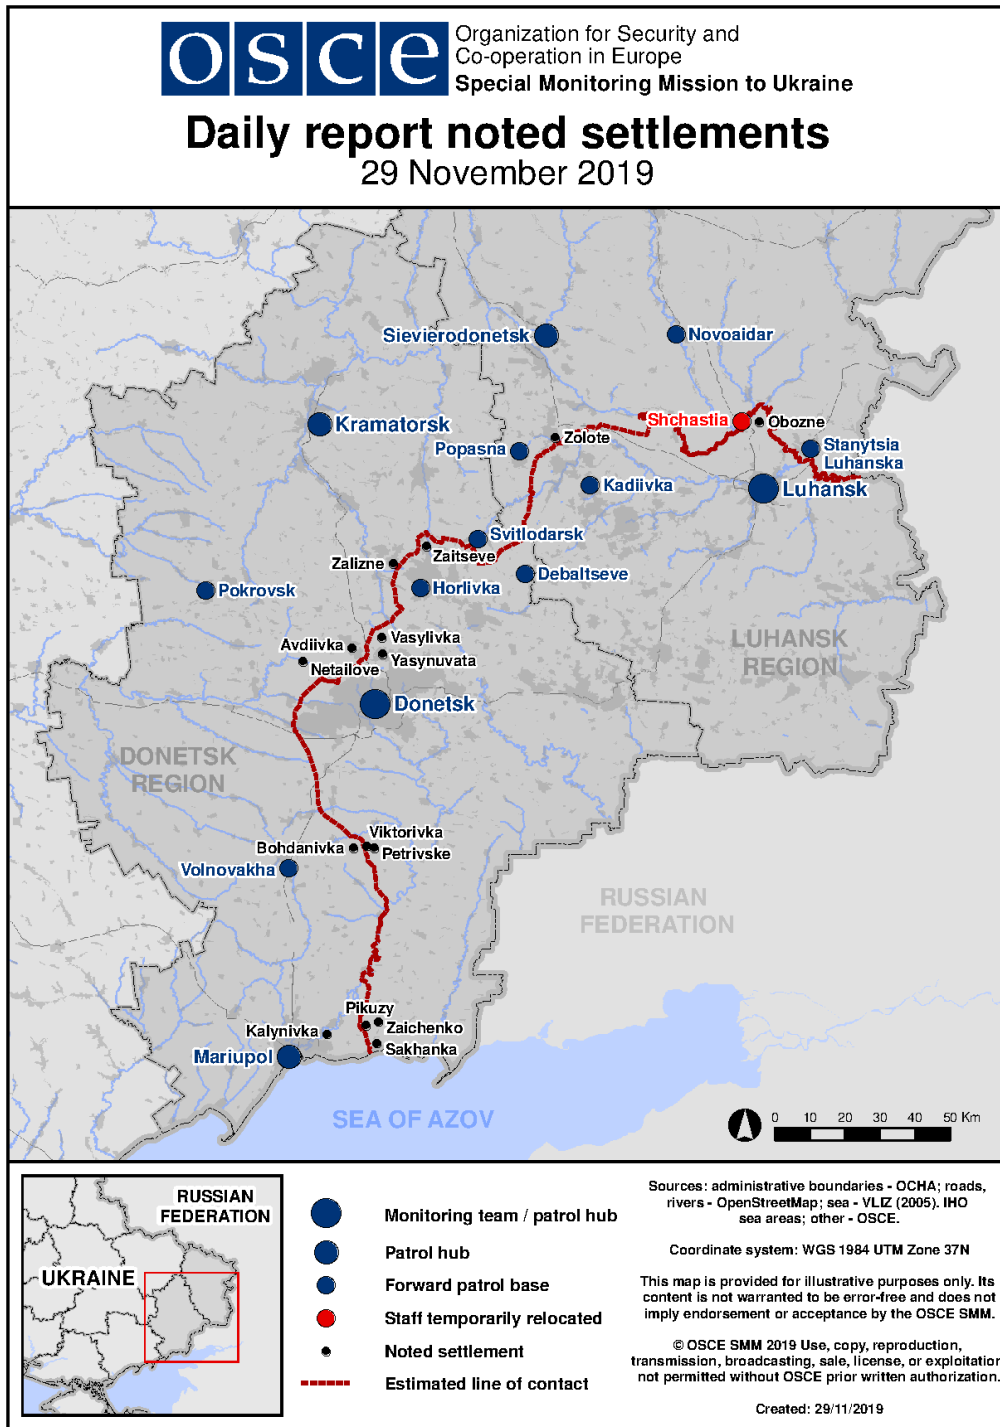 OSCE
Organization for Security and
Co-operation in Europe
Special Monitoring Mission to Ukraine
Daily report noted settlements
29 November 2019
Sievierodonetsk
Novoaidar
Kramatorsk
Shchastia
Obozne
Zolote
Popasna
Stanytsia
Luhanska
Kadiivka
Luhansk
Svitlodarsk
Zaitseve
Zalizne
Debaltseve
Horlivka
Pokrovsk
Vasylivka
Avdiivka
Yasynuvata
Netailove
LUHANSK
REGION
Donetsk
DONETSK
REGION
Viktorivka
Bohdanivka
Petrivske
Volnovakha
RUSSIAN
FEDERATION
Pikuzy
Kalynivka
Zaichenko
Sakhanka
Mariupol
SEA OF AZOV
0 10 20 30 40 50 Km
RUSSIAN
FEDERATION
UKRAINE
Monitoring team / patrol hub
Patrol hub
Forward patrol base
Staff temporarily relocated
Noted settlement
Estimated line of contact
Sources: administrative boundaries - OCHA; roads,
rivers - OpenStreetMap; sea - VLIZ (2005). IHO
sea areas; other - OSCE.
Coordinate system: WGS 1984 UTM Zone 37N
This map is provided for illustrative purposes only. Its
content is not warranted to be error-free and does not
imply endorsement or acceptance by the OSCE SMM.
© OSCE SMM 2019 Use, copy, reproduction,
transmission, broadcasting, sale, license, or exploitation
not permitted without OSCE prior written authorization.
Created: 29/11/2019